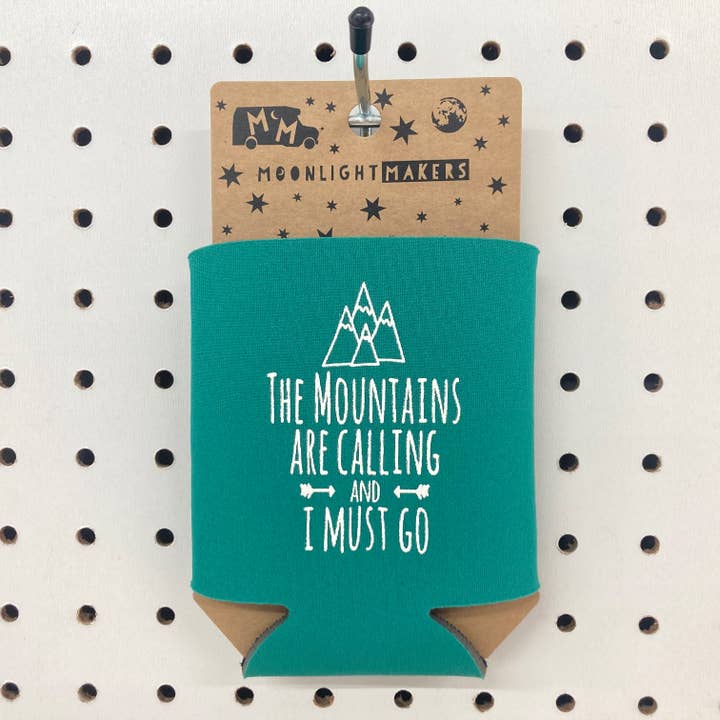 MM
MOONLIGHT MAKERS
THE MOUNTAINS
ARE CALLING
AND
I MUST GO